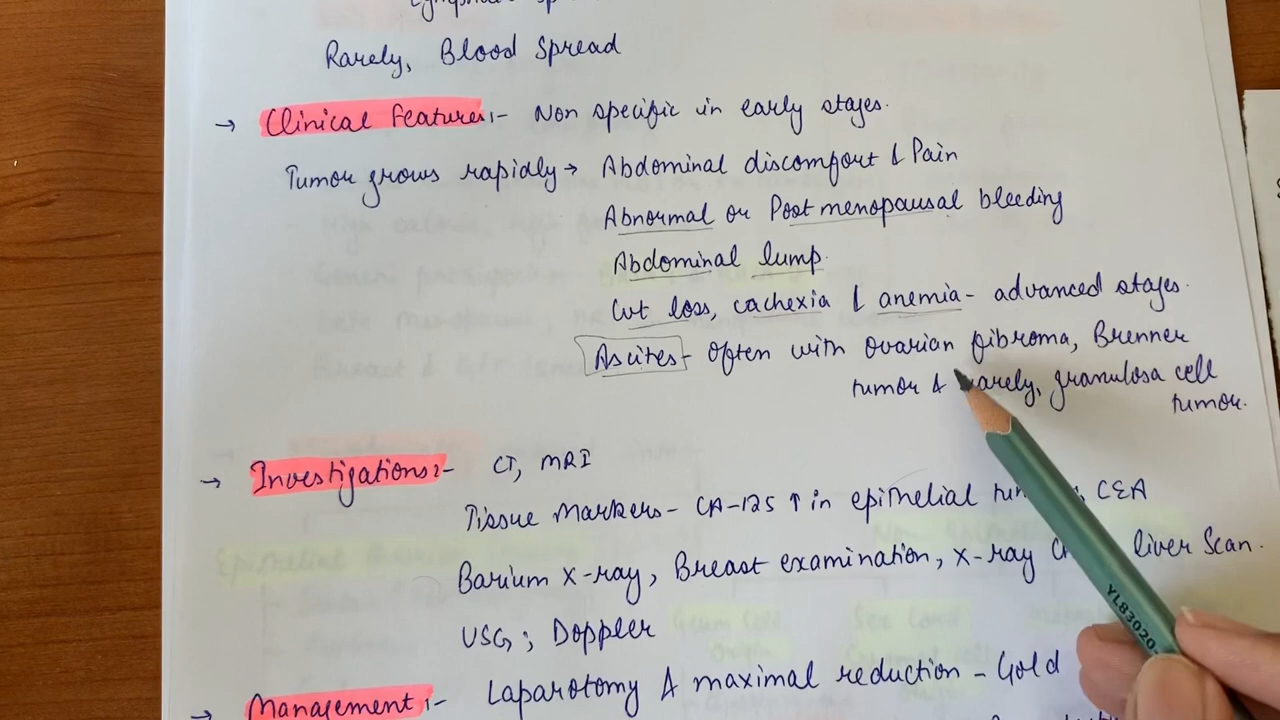 Rarely, Blood Spread
→ Clinical Features:- Non specific in early stages.
Tumor grows rapidly → Abdominal discomfort & Pain
Abnormal or Post menopausal bleeding
Abdominal lump.
Wt loss, cachexia & anemia - advanced stages.
Ascites - Often with ovarian fibroma, Brenner
tumor & rarely, granulosa cell
tumor.
→ Investigations:- CT, MRI
Tissue Markers - CA-125 ↑ in epithelial CEA
Barium X-ray, Breast examination, X-ray liver Scan.
USG; Doppler
→ Management:- Laparotomy & maximal reduction - Gold
YL83020-